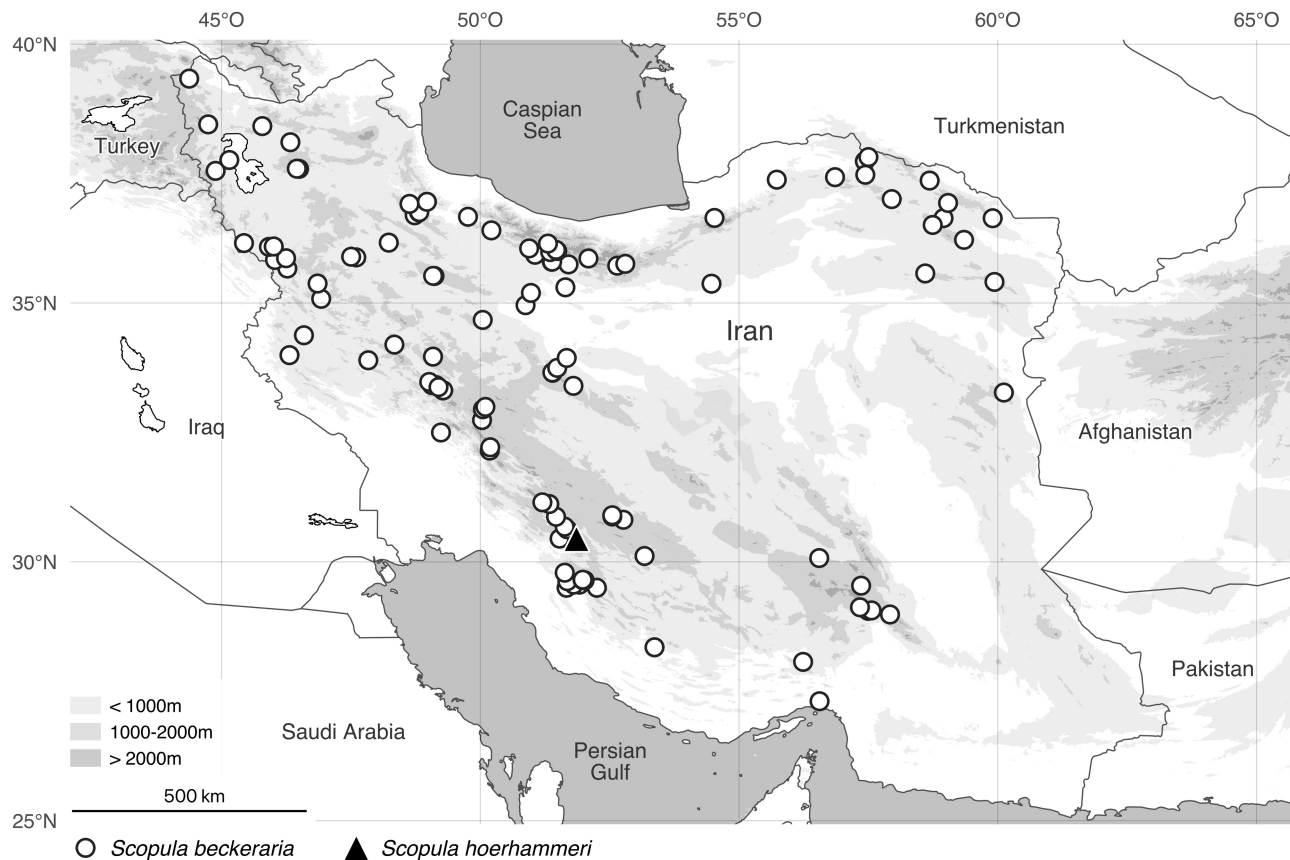 45°O 50°O 55°O 60°O 65°O
40°N
Caspian
Sea
Turkmenistan
Turkey
35°N
Iran
Iraq
Afghanistan
30°N
Pakistan
< 1000m
1000-2000m
> 2000m
Saudi Arabia
Persian
Gulf
500 km
25°N
Scopula beckeraria
Scopula hoerhammeri